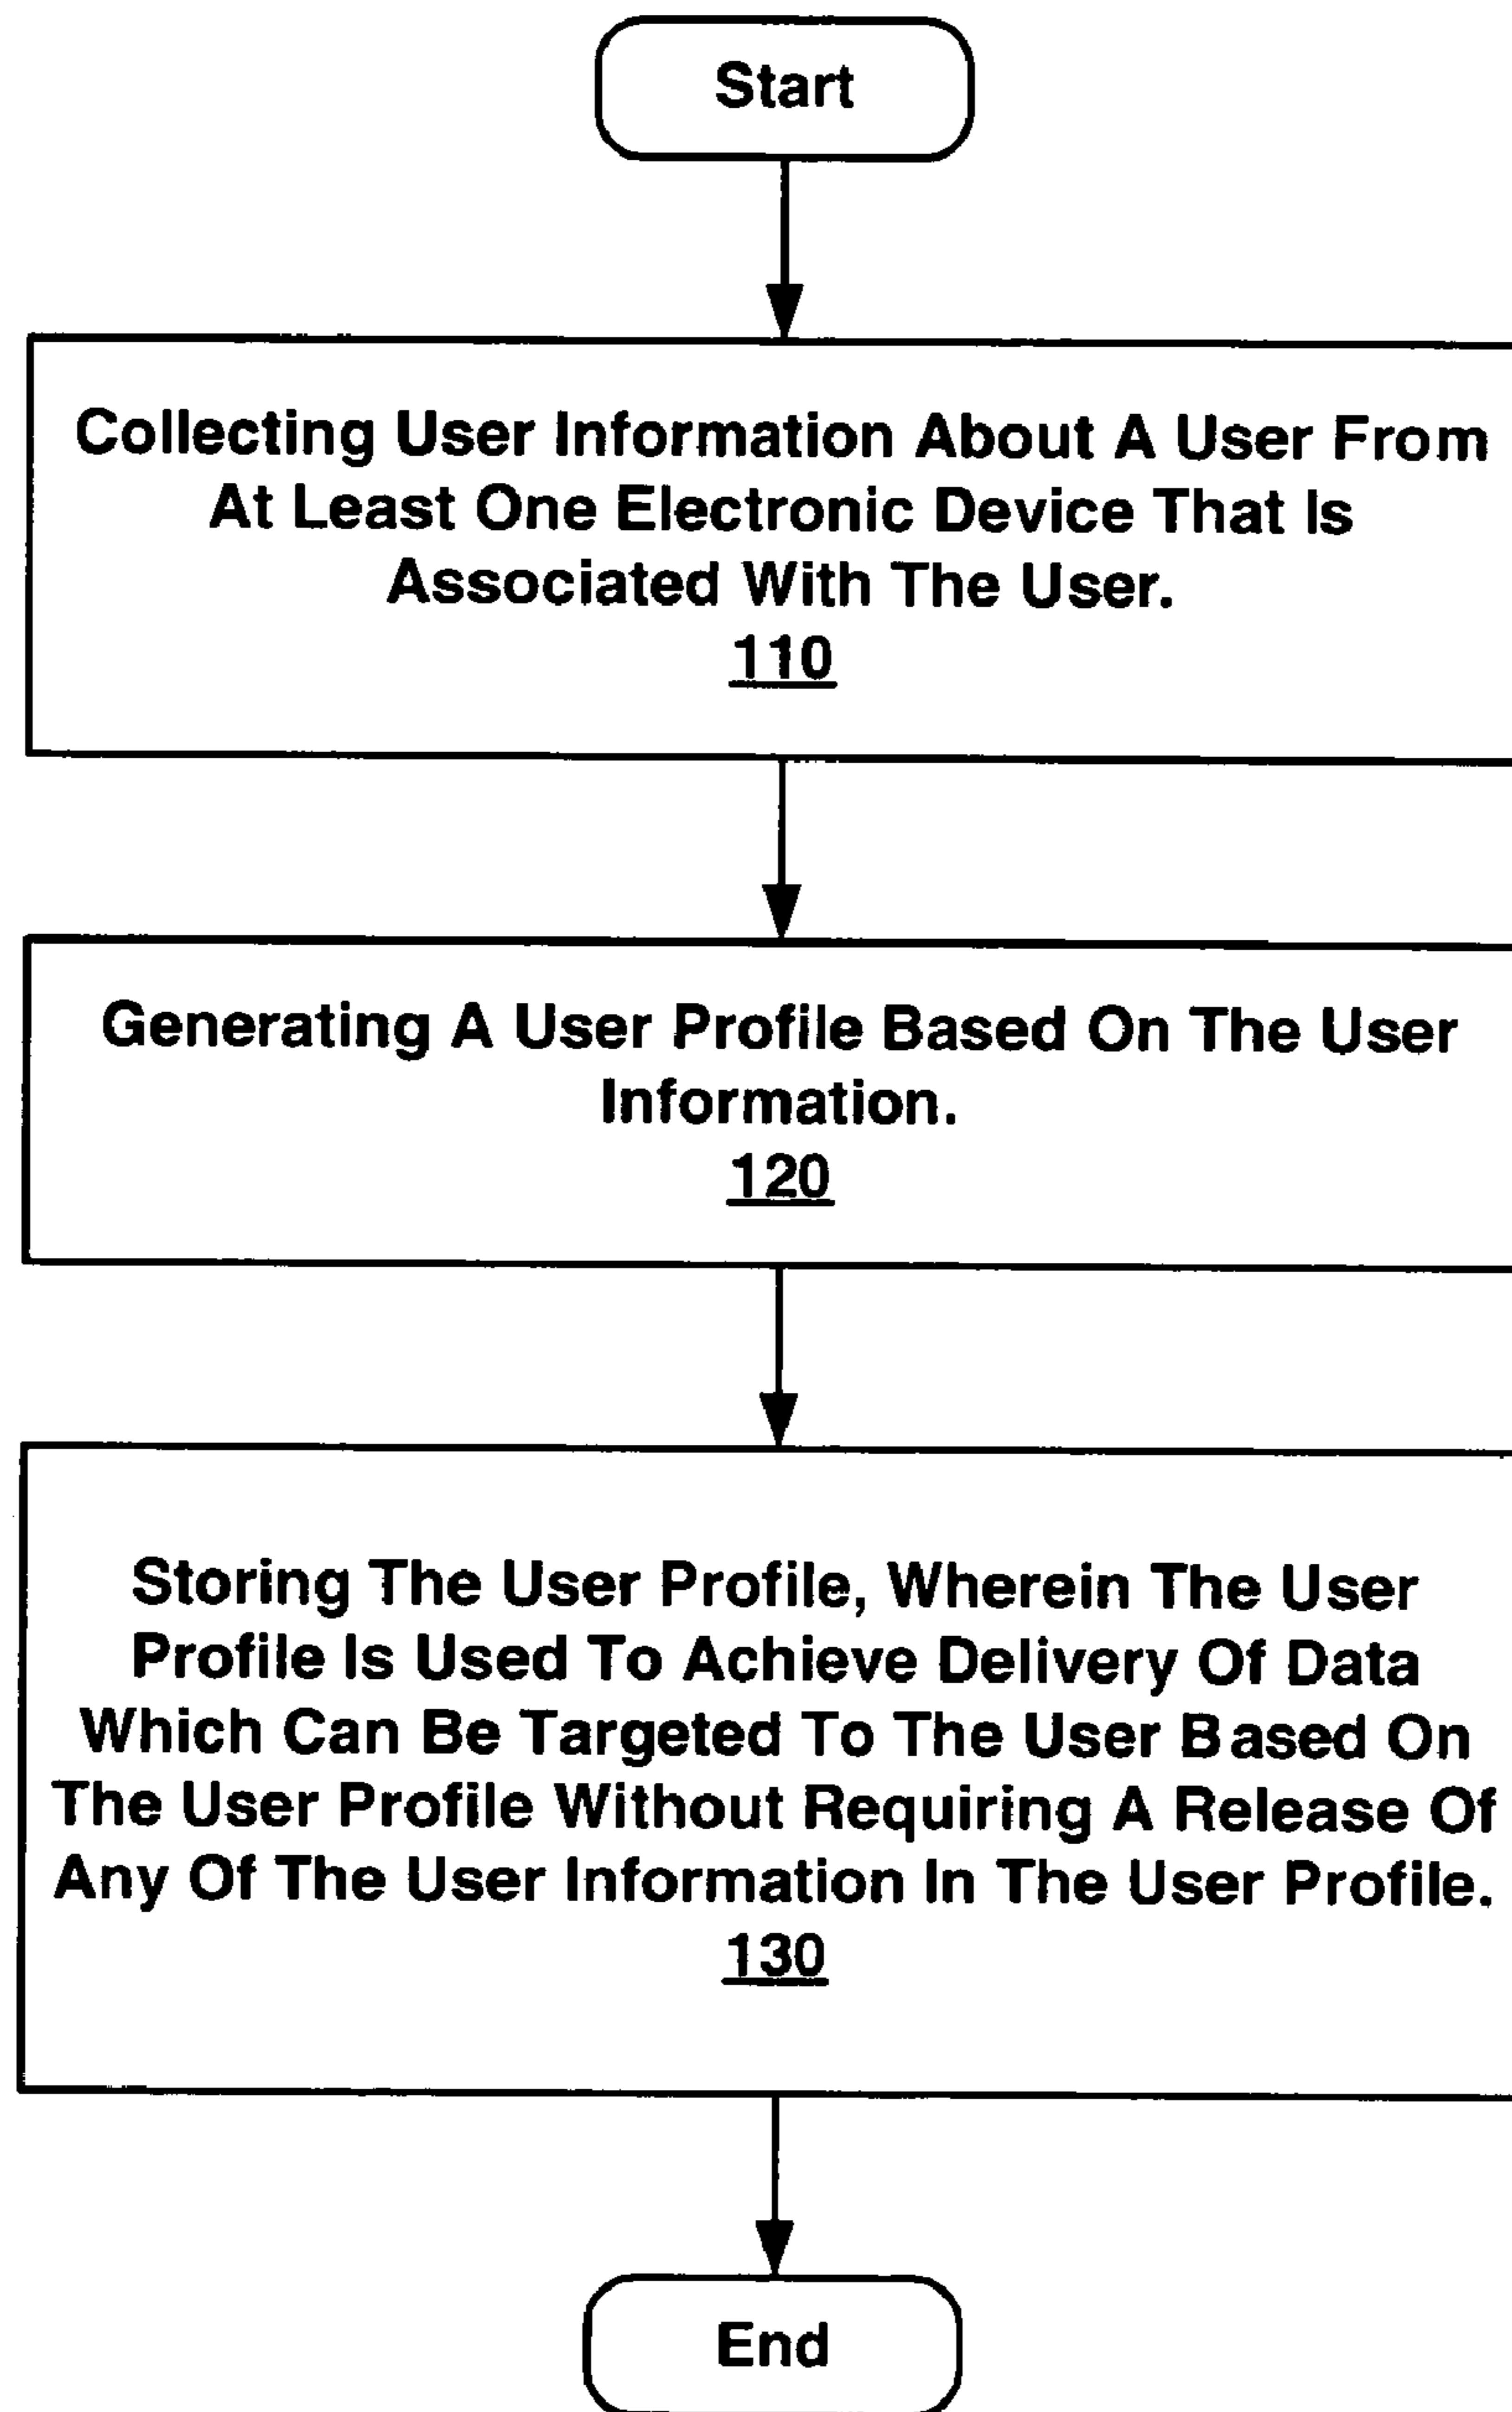 Start
Collecting User Information About A User From
At Least One Electronic Device That Is
Associated With The User.
110
Generating A User Profile Based On The User
Information.
120
Storing The User Profile, Wherein The User
Profile Is Used To Achieve Delivery Of Data
Which Can Be Targeted To The User Based On
The User Profile Without Requiring A Release Of
Any Of The User Information In The User Profile.
130
End